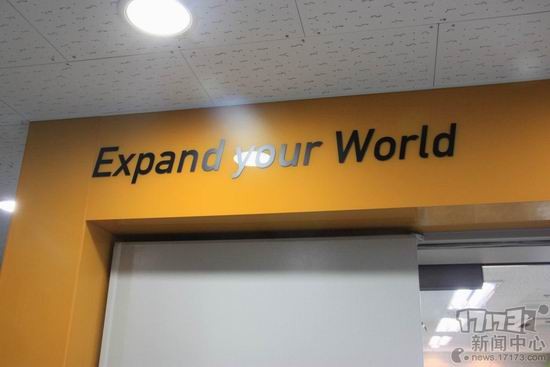 Expand your World
17173
新闻中心
news.17173.com